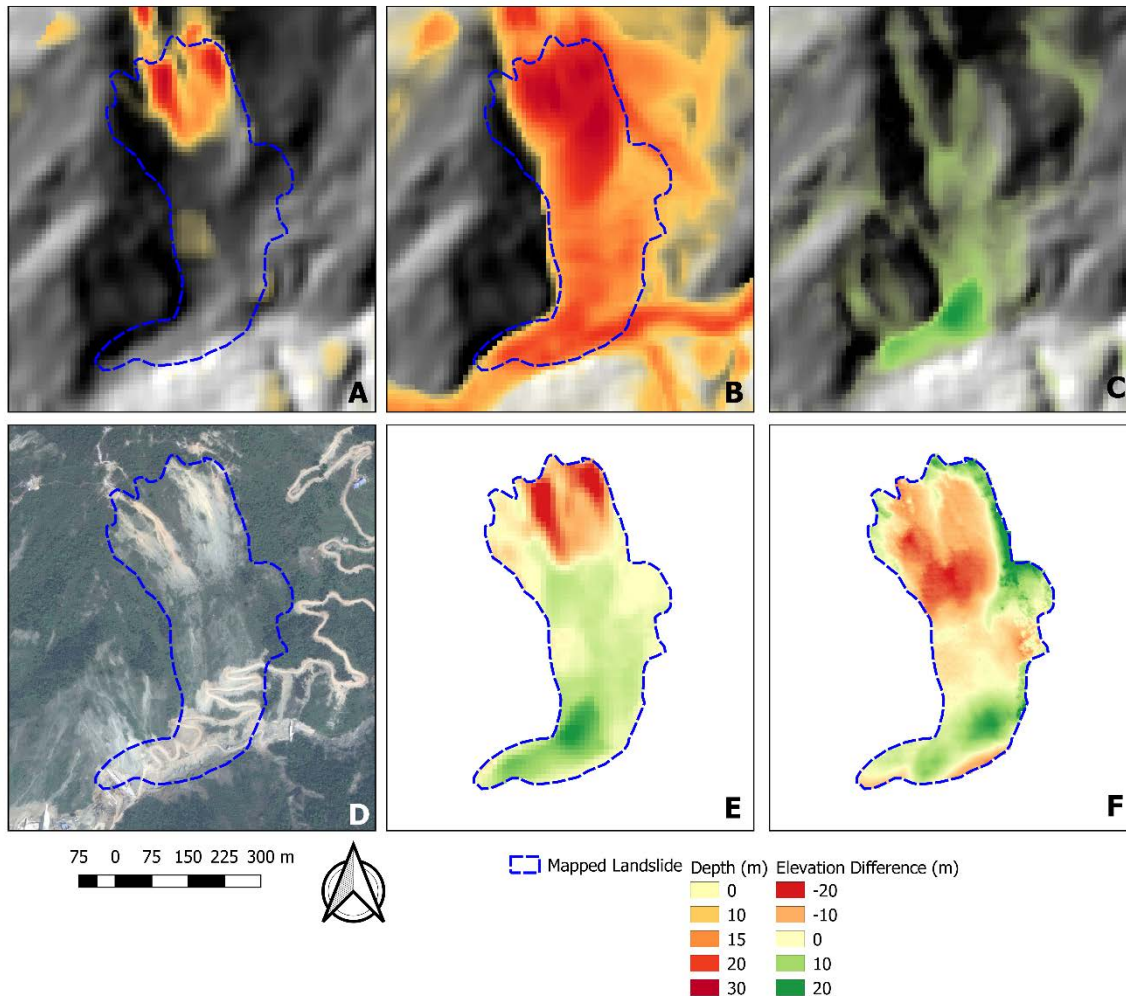 A
B
C
D
E
F
75 0 75 150 225 300 m
Mapped Landslide Depth (m) Elevation Difference (m)
0 -20
10 -10
15 0
20 10
30 20